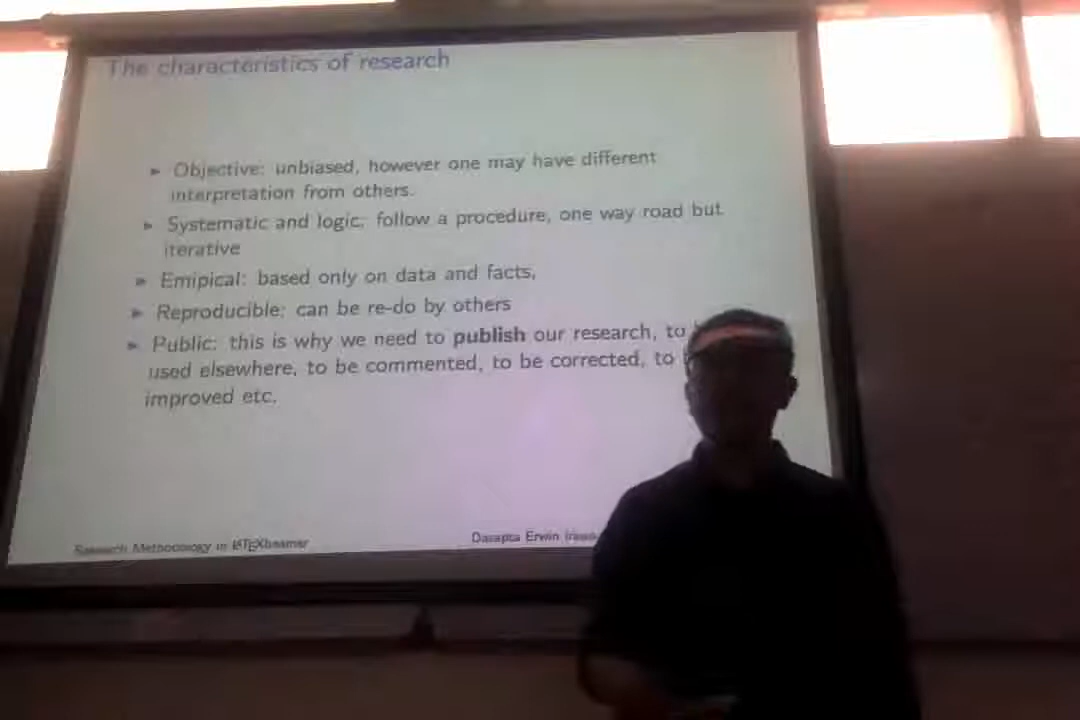 The characteristics of research
► Objective: unbiased, however one may have different
interpretation from others.
► Systematic and logic: follow a procedure, one way road but
iterative
► Emipical: based only on data and facts,
► Reproducible: can be re-do by others
► Public: this is why we need to publish our research, to
used elsewhere, to be commented, to be corrected, to
improved etc.
Research Methodology in LATEXbeamer
Dasapta Erwin Irawan